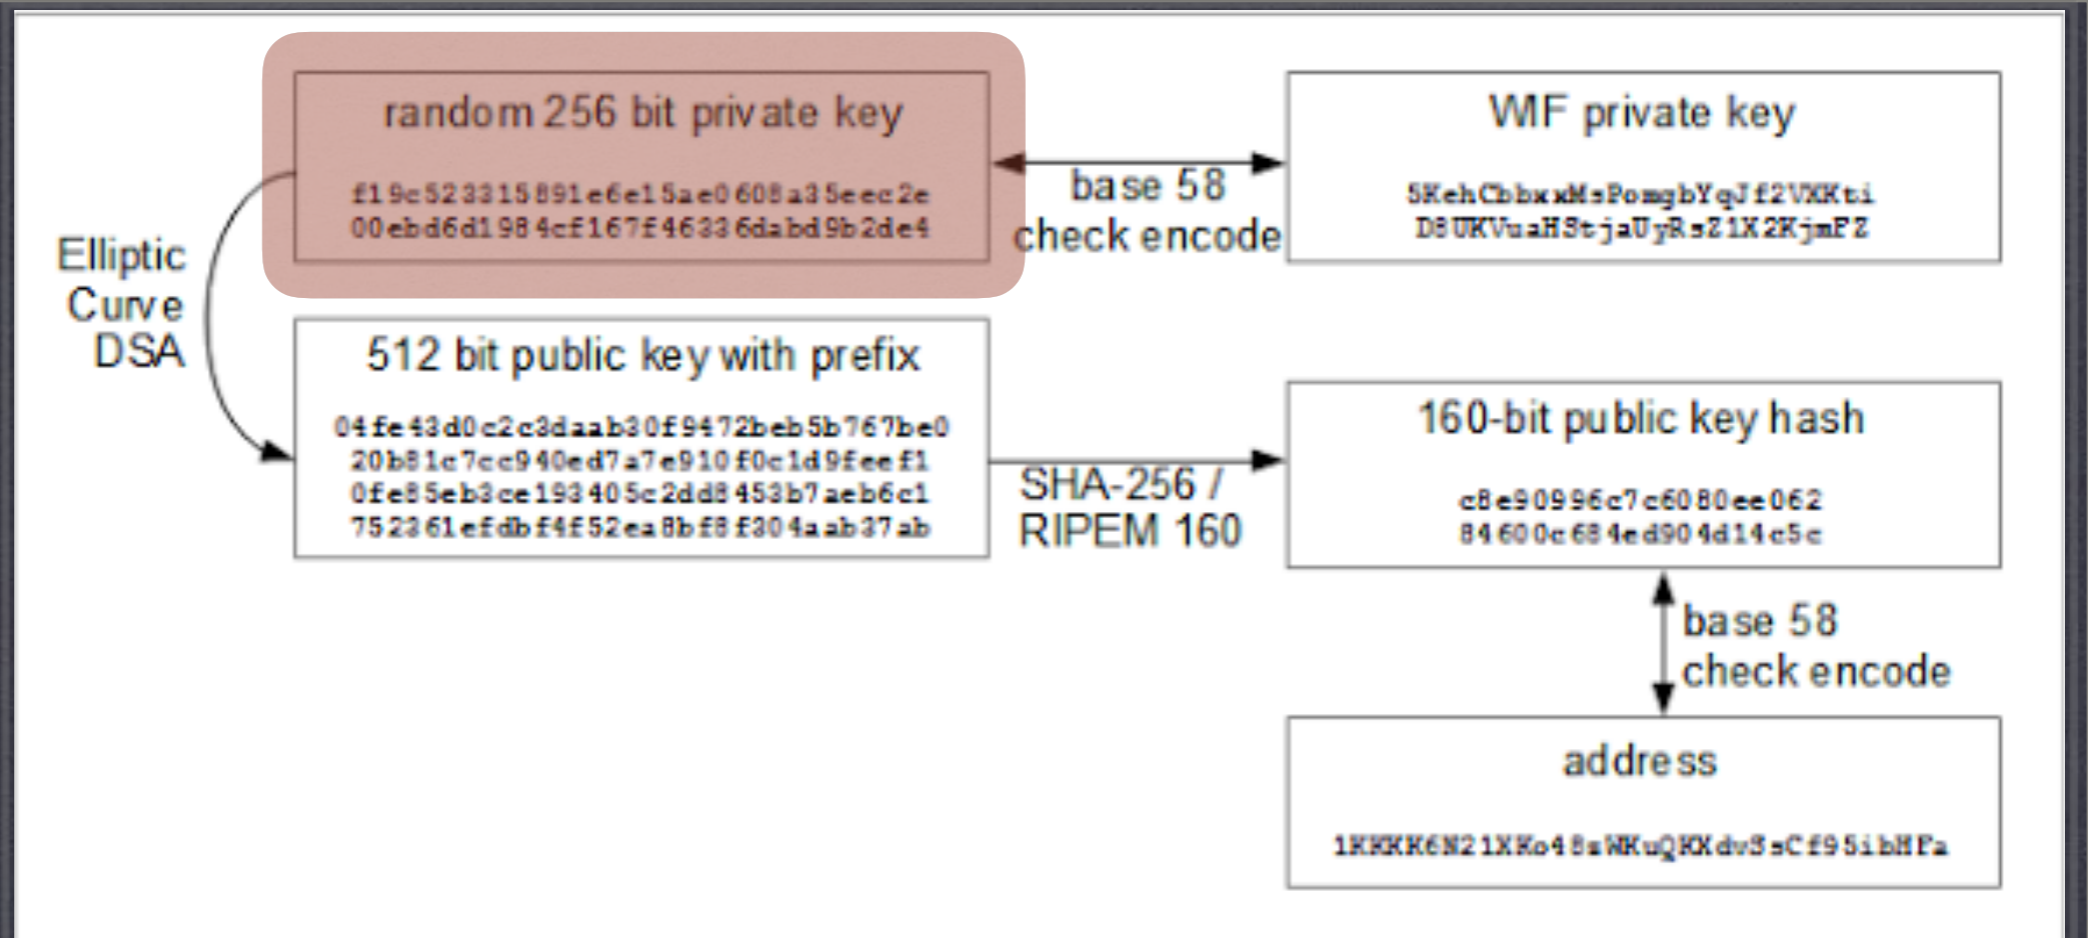 random 256 bit private key
f19c523315891e6e15ae0608a35eec2e
00ebd6d1984cf167f46336dabd9b2de4
WIF private key
5KehCbbxxMsPomgbYqJf2VXKti
D8UKVuaHStjaUyRsZ1X2KjmFZ
base 58
check encode
Elliptic
Curve
DSA
512 bit public key with prefix
04fe43d0c2c3daab30f9472beb5b767be0
20b81c7cc940ed7a7e910f0c1d9feef1
0fe85eb3ce193405c2dd8453b7aeb6c1
752361efdbf4f52ea8bf8f304aab37ab
SHA-256 /
RIPEM 160
160-bit public key hash
c8e90996c7c6080ee062
84600c684ed904d14c5c
base 58
check encode
address
1KKKK6N21XKo48zWKuQKXdvSsCf95ibHFa